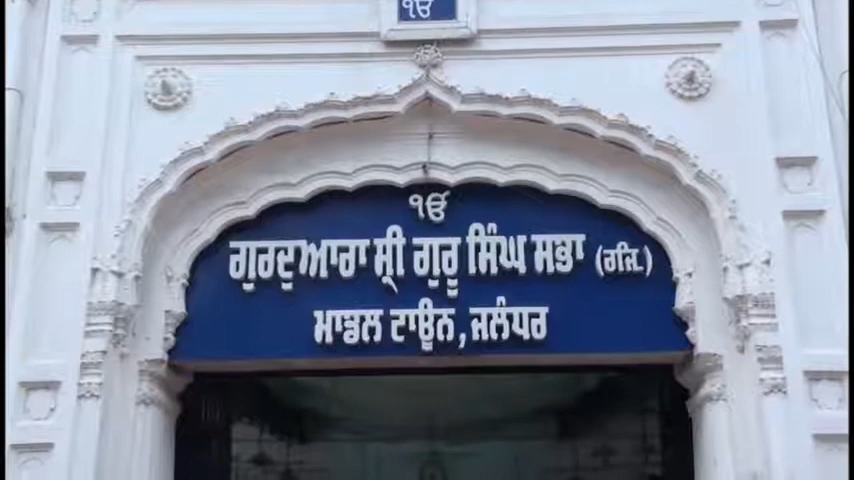 ੴ
ੴ
ਗੁਰਦੁਆਰਾ ਸ੍ਰੀ ਗੁਰੂ ਸਿੰਘ ਸਭਾ (ਰਜਿ.)
ਮਾਡਲ ਟਾਊਨ, ਜਲੰਧਰ